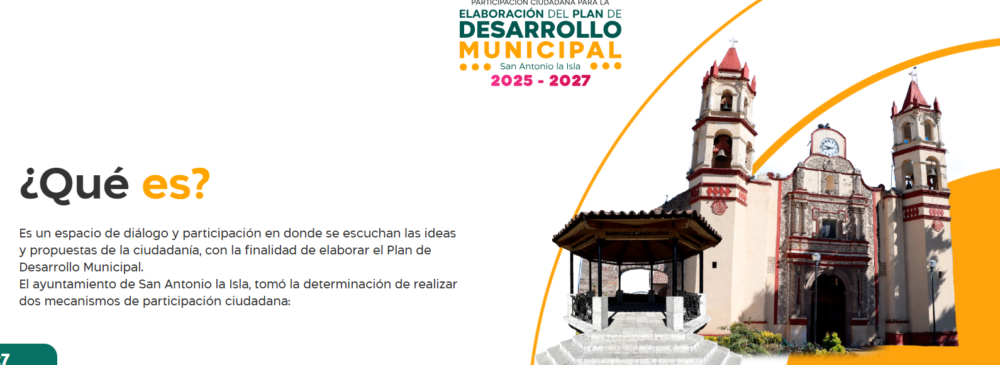 PARTICIPACIÓN CIUDADANA PARA LA
ELABORACIÓN DEL PLAN DE
DESARROLLO
MUNICIPAL
San Antonio la Isla
2025 - 2027
¿Qué es?
Es un espacio de diálogo y participación en donde se escuchan las ideas
y propuestas de la ciudadanía, con la finalidad de elaborar el Plan de
Desarrollo Municipal.
El ayuntamiento de San Antonio la Isla, tomó la determinación de realizar
dos mecanismos de participación ciudadana: